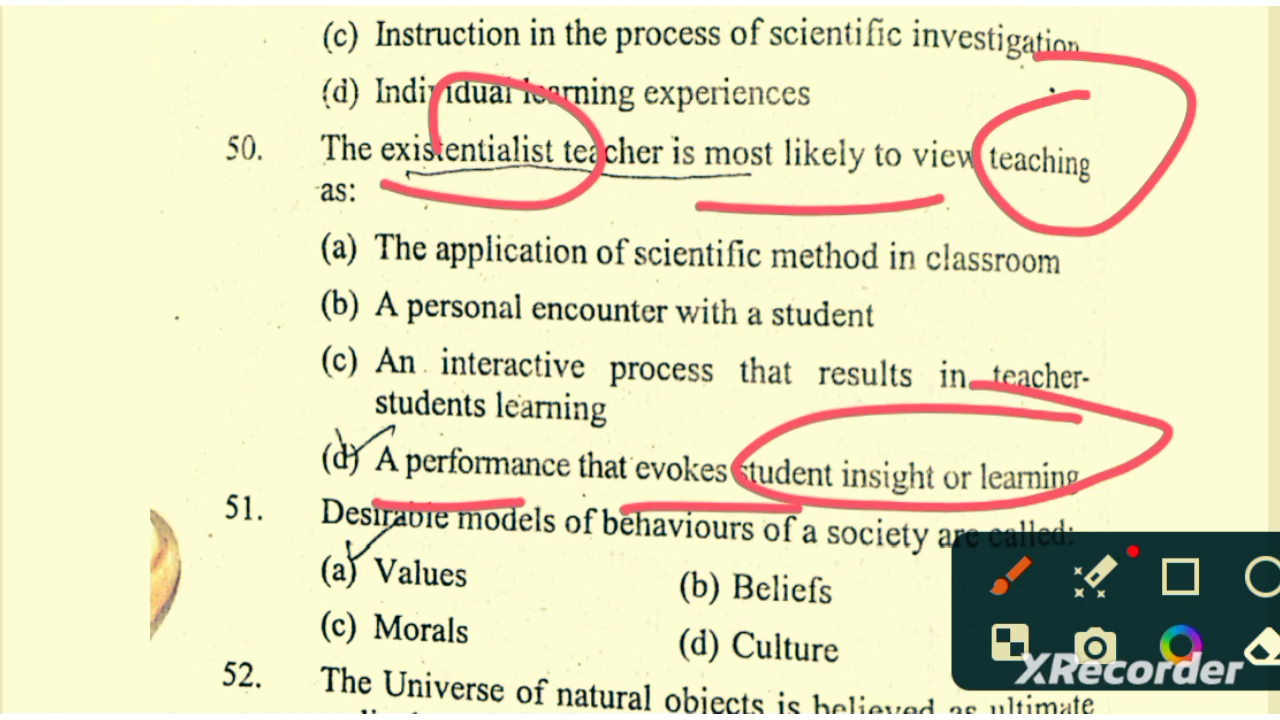 (c) Instruction in the process of scientific investigation
(d) Individual learning experiences
50. The existentialist teacher is most likely to view teaching
as:
(a) The application of scientific method in classroom
(b) A personal encounter with a student
(c) An interactive process that results in teacher-
students learning
(d) A performance that evokes student insight or learning
51. Desirable models of behaviours of a society are called:
(a) Values (b) Beliefs
(c) Morals (d) Culture
52. The Universe of natural objects is believed as ultimate
XRecorder